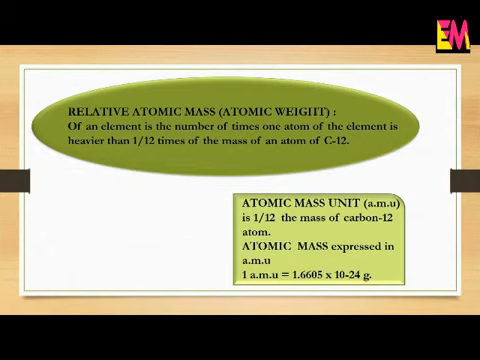 EM
RELATIVE ATOMIC MASS (ATOMIC WEIGHT) :
Of an element is the number of times one atom of the element is
heavier than 1/12 times of the mass of an atom of C-12.
ATOMIC MASS UNIT (a.m.u)
is 1/12 the mass of carbon-12
atom.
ATOMIC MASS expressed in
a.m.u
1 a.m.u = 1.6605 x 10-24 g.